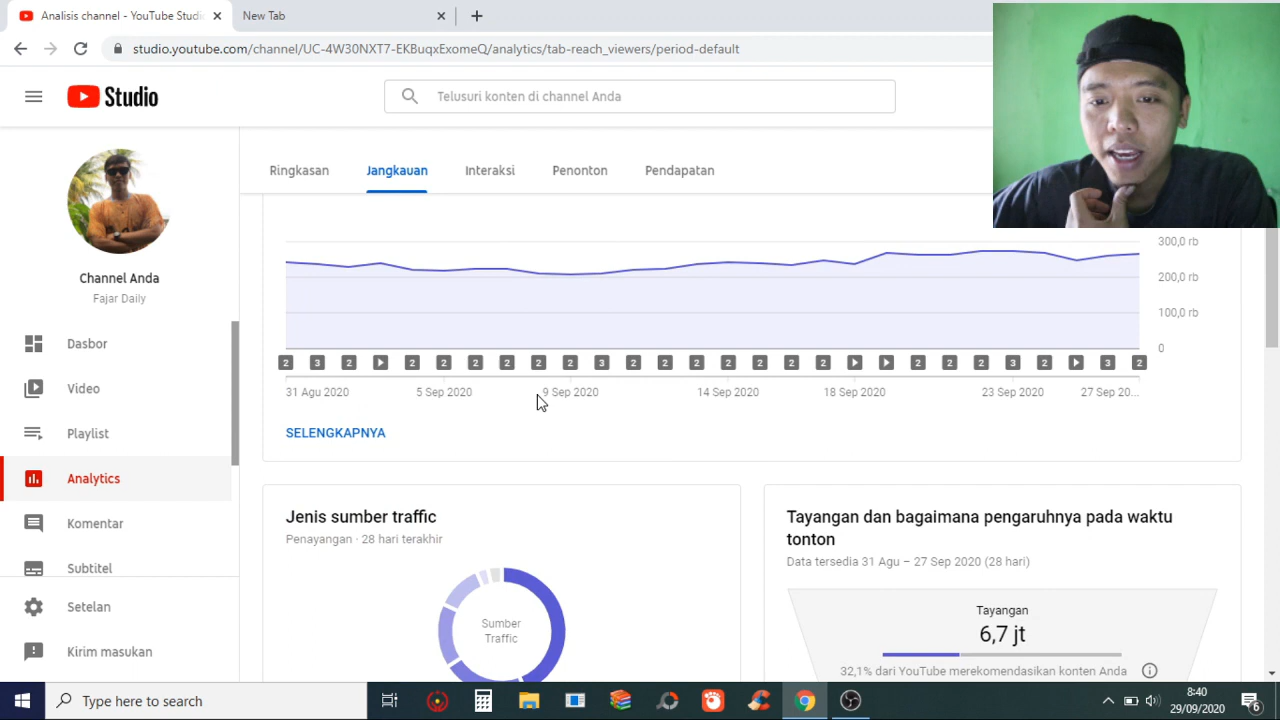 Analisis channel - YouTube Studi
New Tab
studio.youtube.com/channel/UC-4W30NXT7-EKBuqxExomeQ/analytics/tab-reach_viewers/period-default
Studio
Telusuri konten di channel Anda
Channel Anda
Fajar Daily
Dasbor
Video
Playlist
Analytics
Komentar
Subtitel
Setelan
Kirim masukan
Ringkasan
Jangkauan
Interaksi
Penonton
Pendapatan
300,0 rb
200,0 rb
100,0 rb
0
2 3 2 2 2 2 2 2 2 3 2 2 2 2 2 2 2 2 2 3 2 3 2
31 Agu 2020 5 Sep 2020 9 Sep 2020 14 Sep 2020 18 Sep 2020 23 Sep 2020 27 Sep 20...
SELENGKAPNYA
Jenis sumber traffic
Penayangan · 28 hari terakhir
Sumber
Traffic
Tayangan dan bagaimana pengaruhnya pada waktu
tonton
Data tersedia 31 Agu – 27 Sep 2020 (28 hari)
Tayangan
6,7 jt
32,1% dari YouTube merekomendasikan konten Anda
Type here to search
8:40
29/09/2020
6